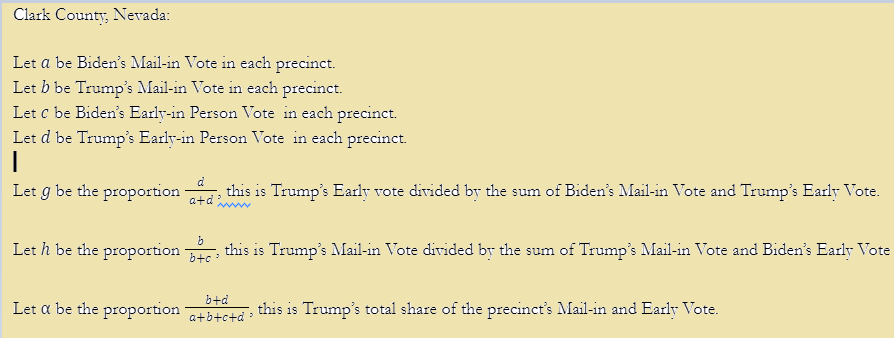 Clark County, Nevada:
Let a be Biden's Mail-in Vote in each precinct.
Let b be Trump's Mail-in Vote in each precinct.
Let c be Biden's Early-in Person Vote in each precinct.
Let d be Trump's Early-in Person Vote in each precinct.
Let g be the proportion d/a+d, this is Trump's Early vote divided by the sum of Biden's Mail-in Vote and Trump's Early Vote.
Let h be the proportion b/b+c, this is Trump's Mail-in Vote divided by the sum of Trump's Mail-in Vote and Biden's Early Vote
Let α be the proportion b+d/a+b+c+d, this is Trump's total share of the precinct's Mail-in and Early Vote.